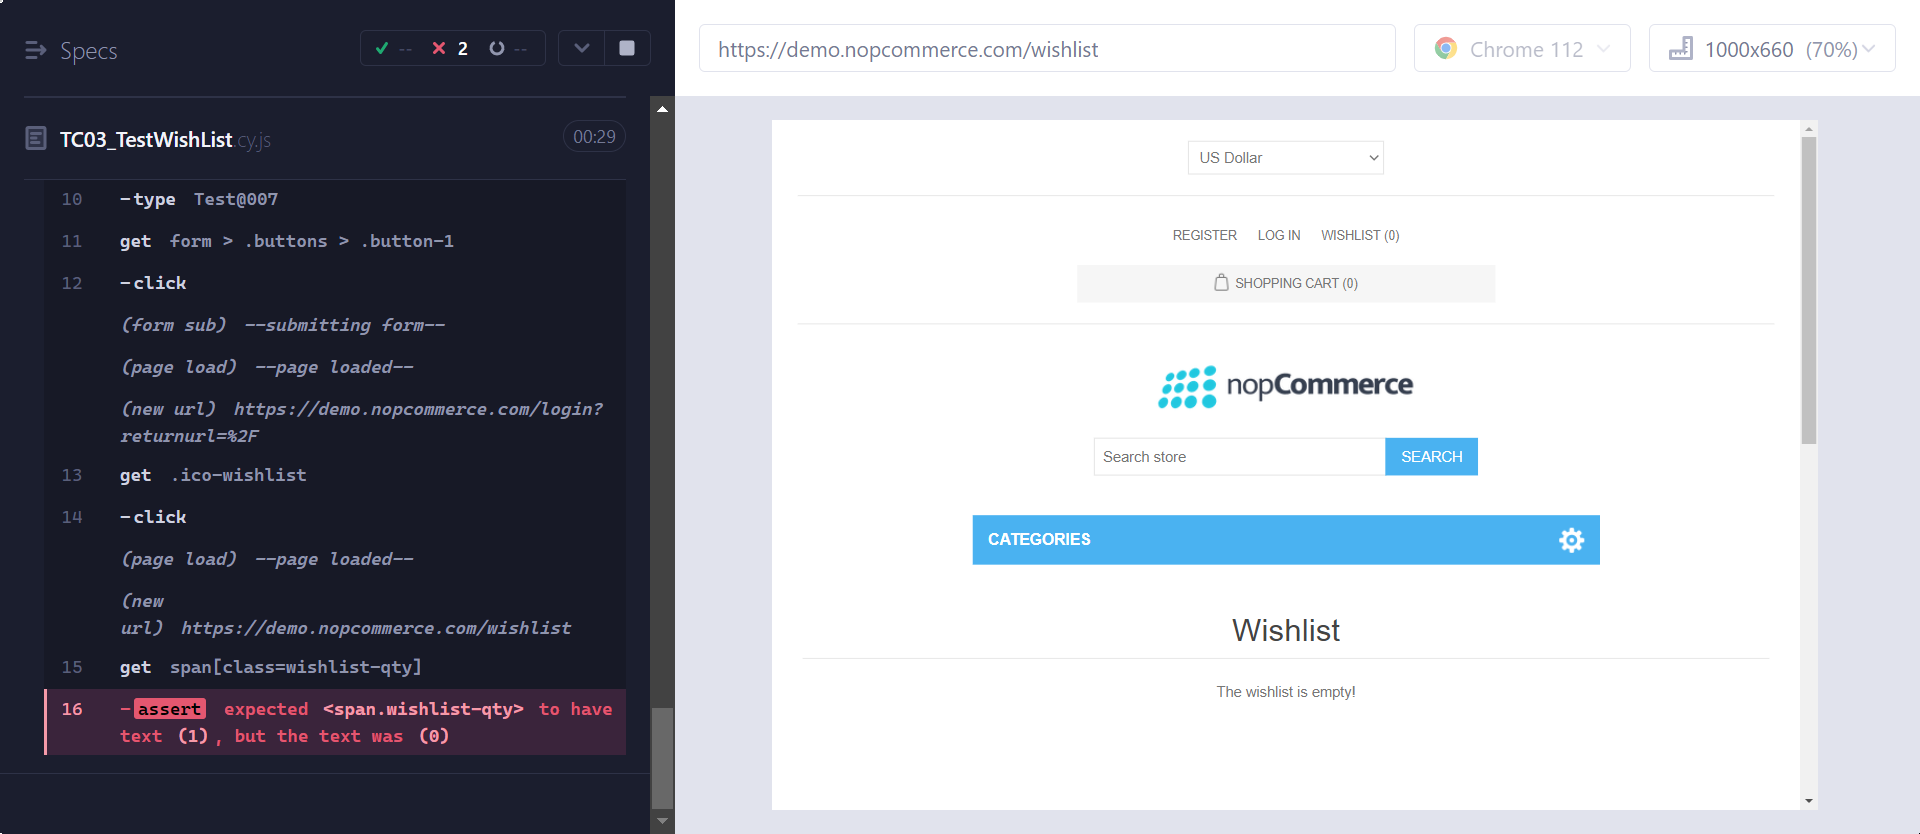 Specs
-- 2 --
TC03_TestWishList.cy.js 00:29
10 -type Test@007
11 get form > .buttons > .button-1
12 -click
(form sub) --submitting form--
(page load) --page loaded--
(new url) https://demo.nopcommerce.com/login?
returnurl=%2F
13 get .ico-wishlist
14 -click
(page load) --page loaded--
(new
url) https://demo.nopcommerce.com/wishlist
15 get span[class=wishlist-qty]
16 -assert expected <span.wishlist-qty> to have
text (1), but the text was (0)
https://demo.nopcommerce.com/wishlist
Chrome 112
1000x660 (70%)
US Dollar
REGISTER LOG IN WISHLIST (0)
SHOPPING CART (0)
nopCommerce
Search store SEARCH
CATEGORIES
Wishlist
The wishlist is empty!